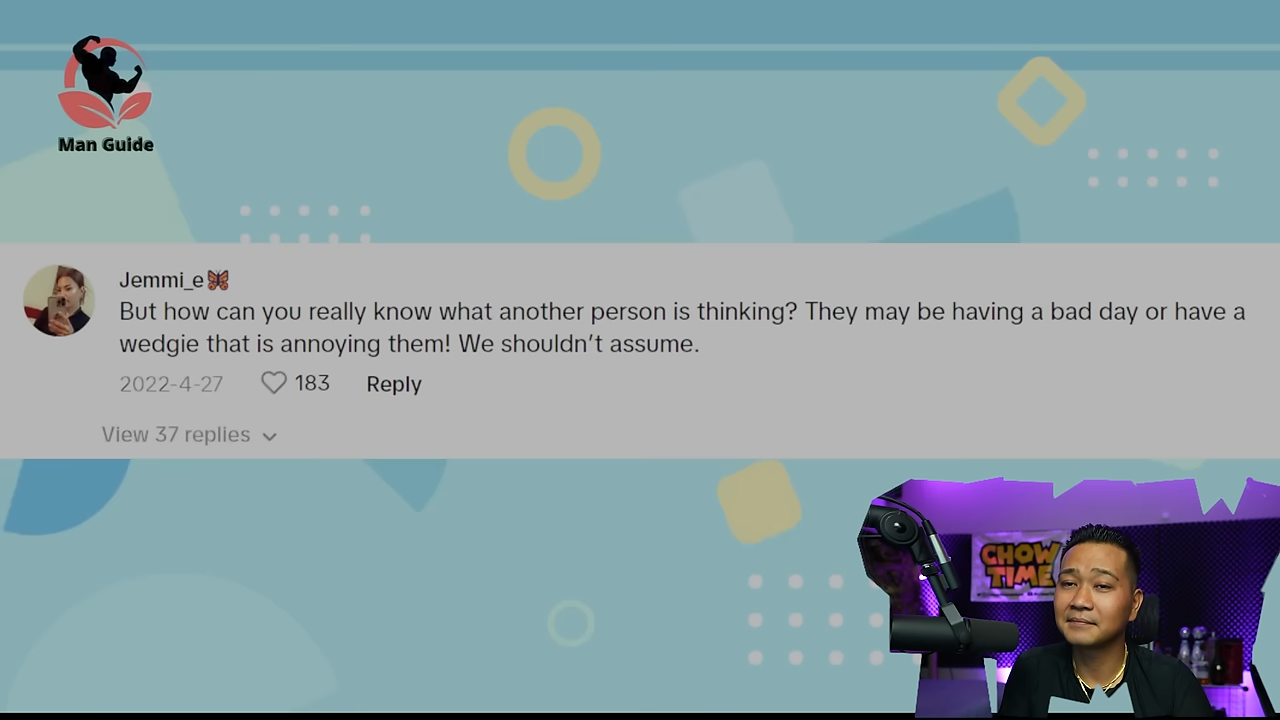 Man Guide
Jemmi_e🦋
But how can you really know what another person is thinking? They may be having a bad day or have a
wedgie that is annoying them! We shouldn't assume.
2022-4-27 183 Reply
View 37 replies
CHOW
TIME